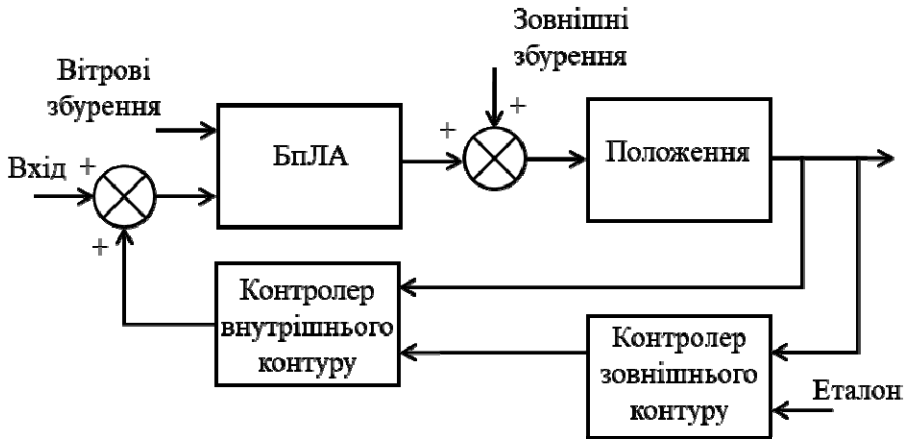 Зовнішні
збурення
Вітрові
збурення
+
+
БпЛА
Положення
Вхід
+
+
Контролер
внутрішнього
контуру
Контролер
зовнішнього
контуру
Еталон